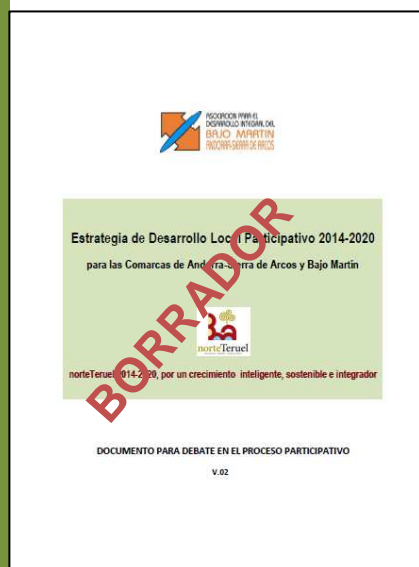 ASOCIACION PARA EL
DESARROLLO INTEGRAL DEL
BAJO MARTIN
ANDORRA-SIERRA DE ARCOS
Estrategia de Desarrollo Local Participativo 2014-2020
para las Comarcas de Andorra-Sierra de Arcos y Bajo Martín
norteTeruel
norteTeruel 2014-2020, por un crecimiento inteligente, sostenible e integrador
BORRADOR
DOCUMENTO PARA DEBATE EN EL PROCESO PARTICIPATIVO
V.02